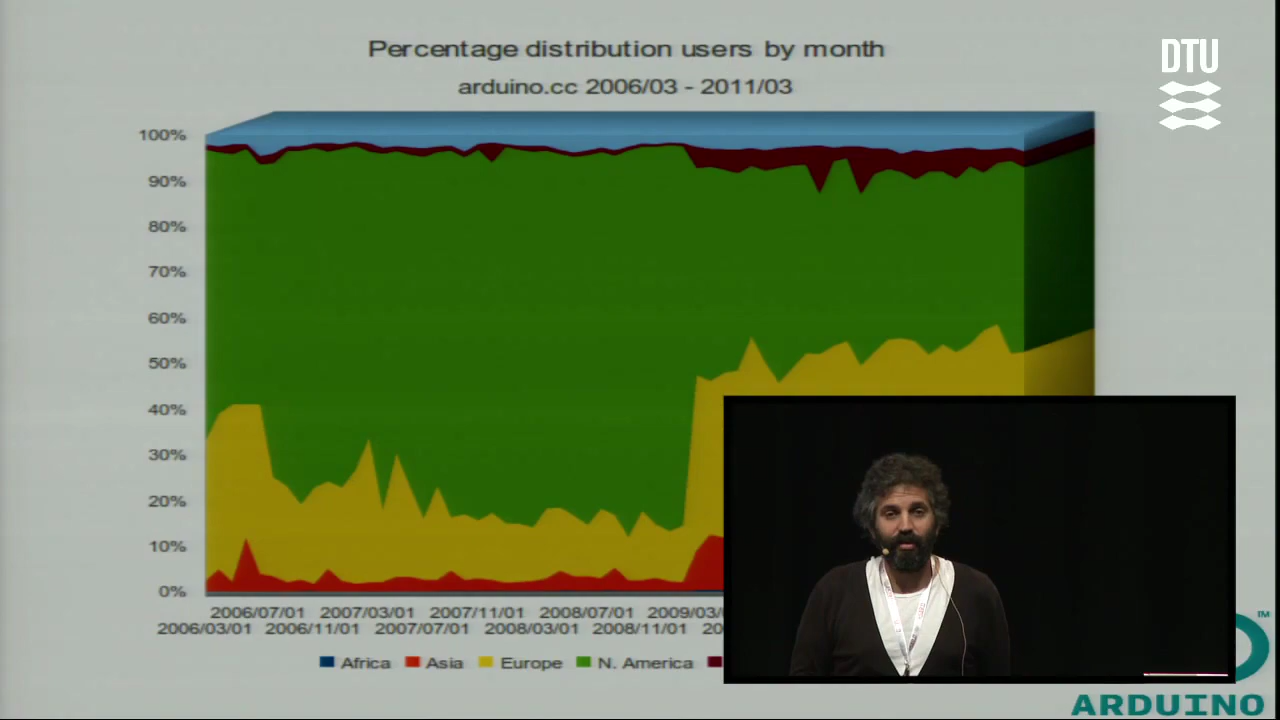 Percentage distribution users by month
arduino.cc 2006/03 - 2011/03
DTU
100%
90%
80%
70%
60%
50%
40%
30%
20%
10%
0%
2006/07/01 2007/03/01 2007/11/01 2008/07/01 2009/03/0
2006/03/01 2006/11/01 2007/07/01 2008/03/01 2008/11/01 20
Africa Asia Europe N. America
TM
ARDUINO